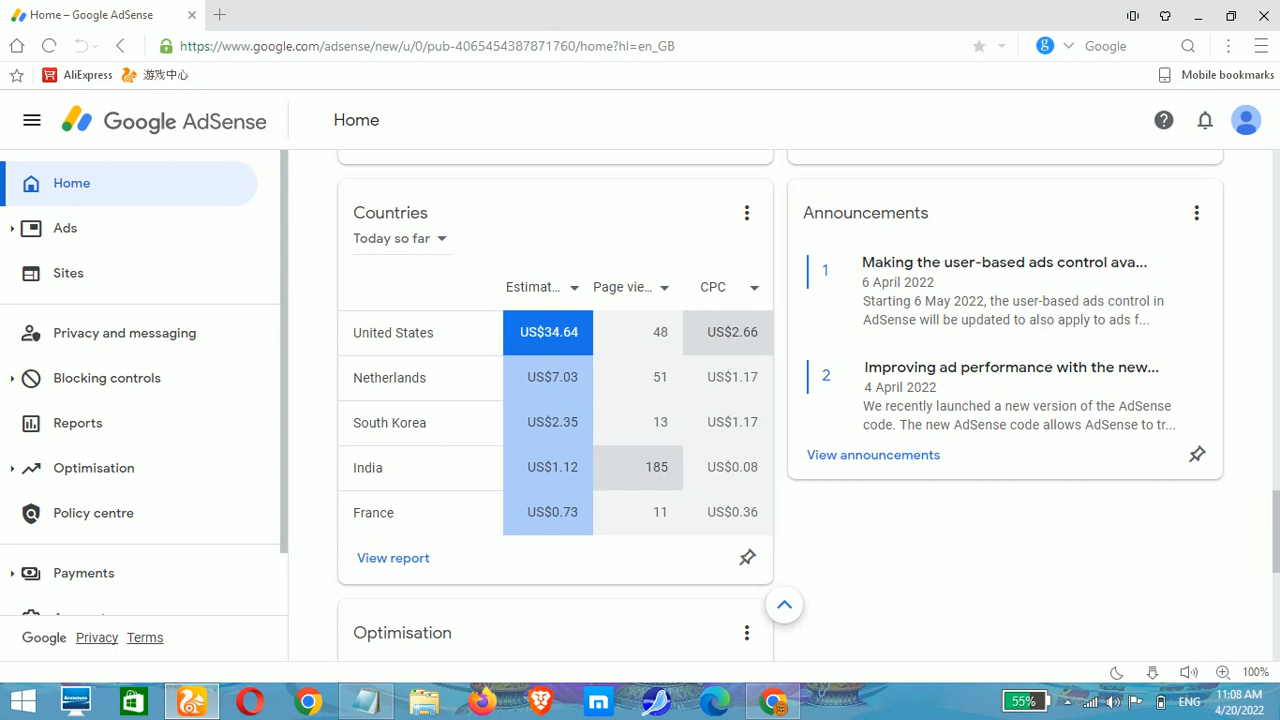 Home – Google AdSense
https://www.google.com/adsense/new/u/0/pub-4065454387871760/home?hl=en_GB
g
Google
AliExpress
游戏中心
Mobile bookmarks
Google AdSense
Home
Home
Ads
Sites
Privacy and messaging
Blocking controls
Reports
Optimisation
Policy centre
Payments
Google Privacy Terms
Countries
Today so far
Estimat... Page vie... CPC
United States US$34.64 48 US$2.66
Netherlands US$7.03 51 US$1.17
South Korea US$2.35 13 US$1.17
India US$1.12 185 US$0.08
France US$0.73 11 US$0.36
View report
Optimisation
Announcements
1 Making the user-based ads control ava...
6 April 2022
Starting 6 May 2022, the user-based ads control in
AdSense will be updated to also apply to ads f...
2 Improving ad performance with the new...
4 April 2022
We recently launched a new version of the AdSense
code. The new AdSense code allows AdSense to tr...
View announcements
100%
lenovo
55%
ENG
11:08 AM
4/20/2022